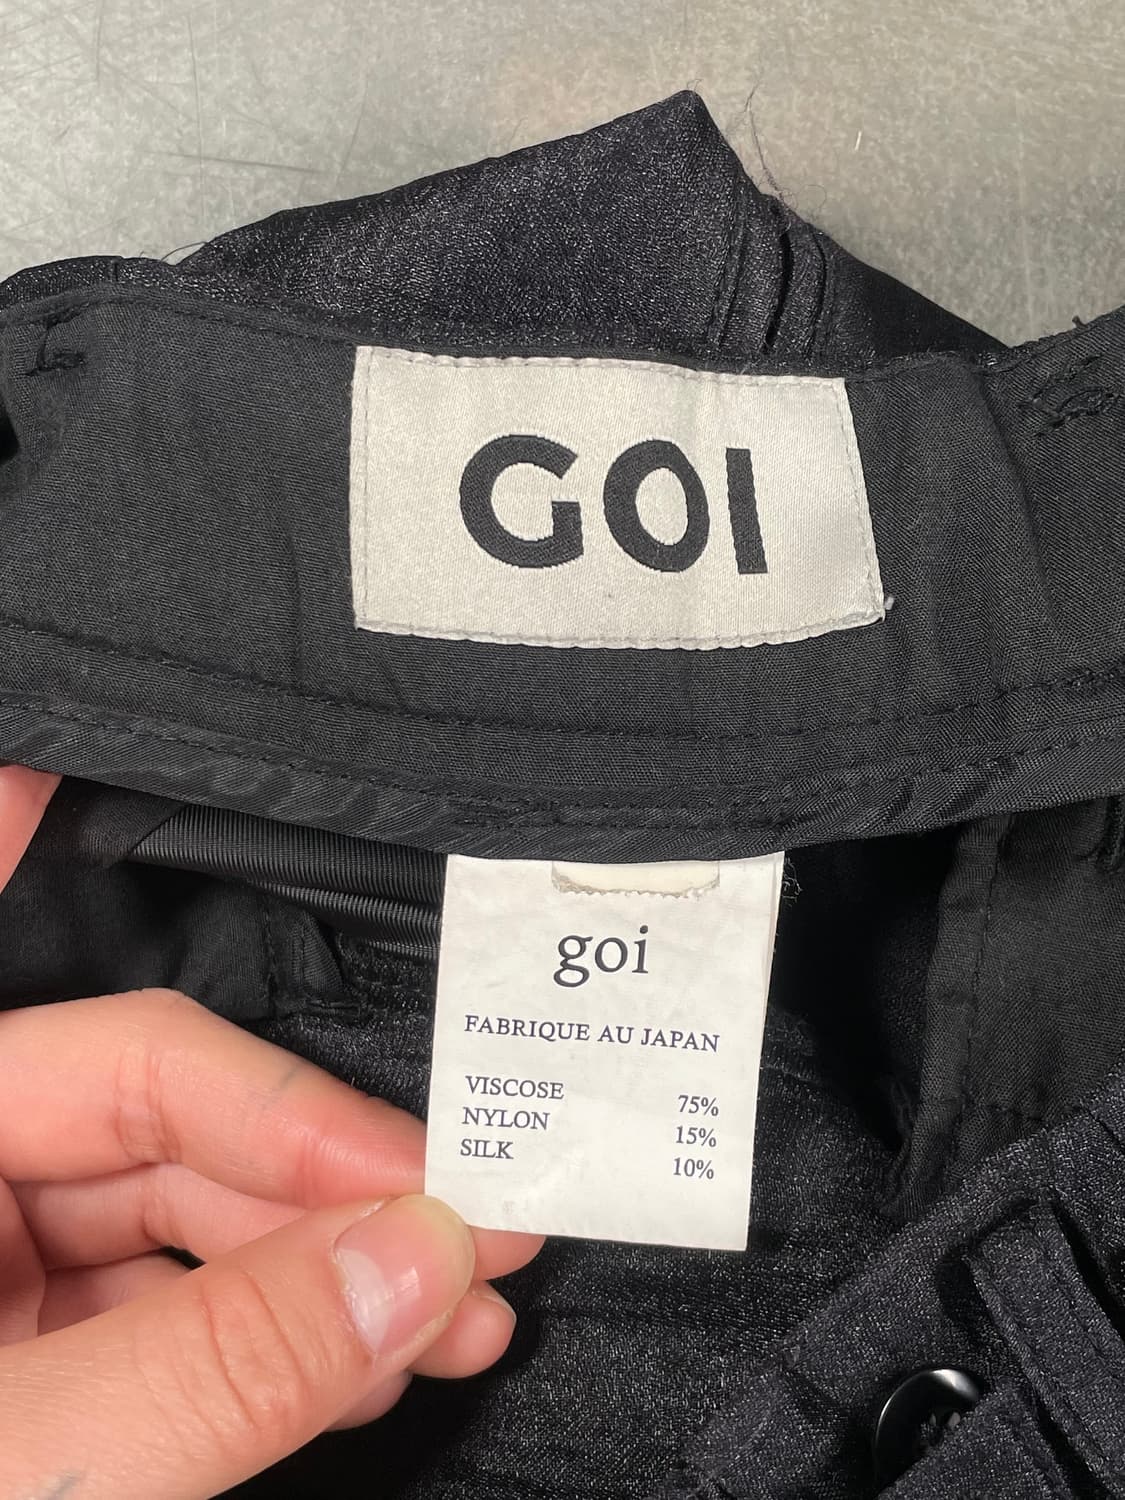 GOI
goi
FABRIQUE AU JAPAN
VISCOSE 75%
NYLON 15%
SILK 10%